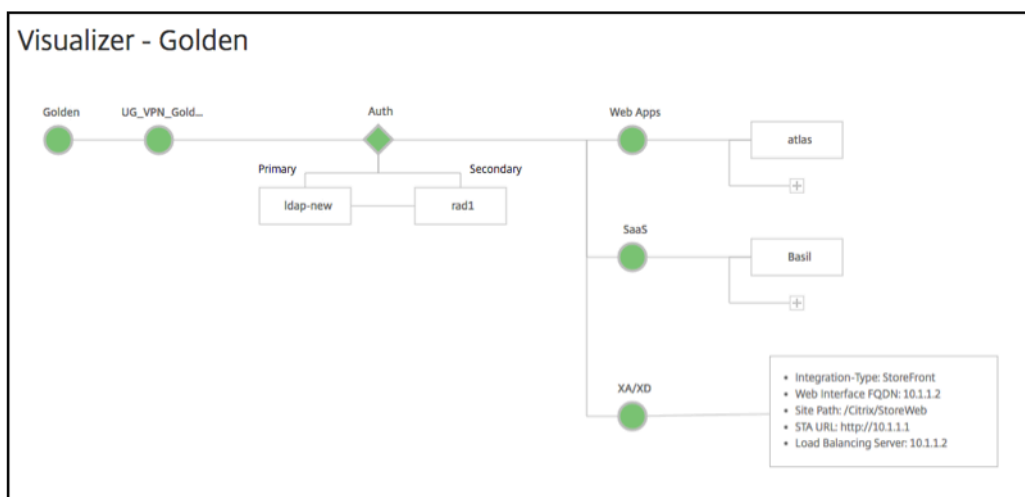 Visualizer - Golden
Golden
UG_VPN_Gold...
Auth
Primary
Secondary
ldap-new
rad1
Web Apps
atlas
SaaS
Basil
XA/XD
• Integration-Type: StoreFront
• Web Interface FQDN: 10.1.1.2
• Site Path: /Citrix/StoreWeb
• STA URL: http://10.1.1.1
• Load Balancing Server: 10.1.1.2